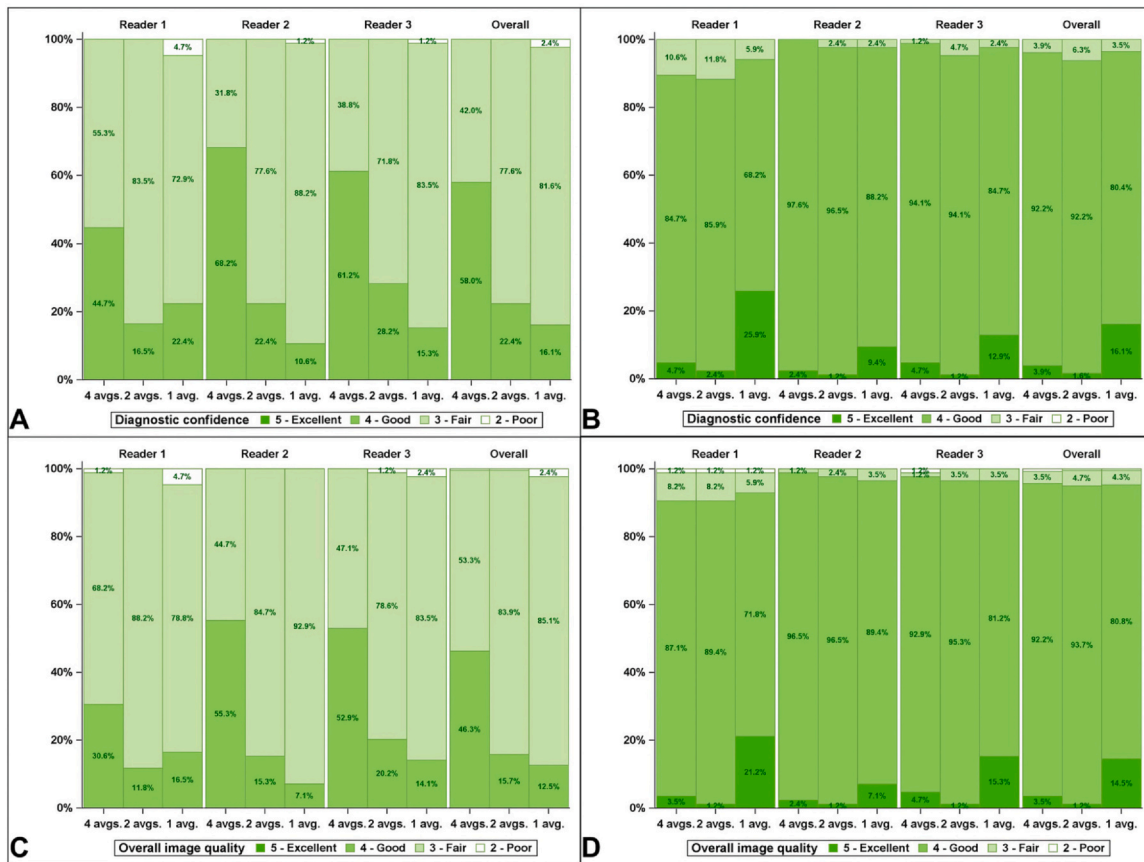 Reader 1 Reader 2 Reader 3 Overall
100%
80%
60%
40%
20%
0%
4.7% 1.2% 1.2% 2.4%
31.8% 38.8% 42.0%
55.3% 83.5% 72.9% 77.6% 88.2% 71.8% 83.5% 77.6% 81.6%
68.2% 61.2% 58.0%
44.7% 16.5% 22.4% 22.4% 10.6% 28.2% 15.3% 22.4% 16.1%
4 avgs. 2 avgs. 1 avg. 4 avgs. 2 avgs. 1 avg. 4 avgs. 2 avgs. 1 avg. 4 avgs. 2 avgs. 1 avg.
A
Diagnostic confidence 5 - Excellent 4 - Good 3 - Fair 2 - Poor
Reader 1 Reader 2 Reader 3 Overall
100%
80%
60%
40%
20%
0%
10.6% 11.8% 5.9% 2.4% 2.4% 1.2% 4.7% 2.4% 3.9% 6.3% 3.5%
84.7% 85.9% 68.2% 97.6% 96.5% 88.2% 94.1% 94.1% 84.7% 92.2% 92.2% 80.4%
4.7% 2.4% 25.9% 2.4% 1.2% 9.4% 4.7% 1.2% 12.9% 3.9% 1.6% 16.1%
4 avgs. 2 avgs. 1 avg. 4 avgs. 2 avgs. 1 avg. 4 avgs. 2 avgs. 1 avg. 4 avgs. 2 avgs. 1 avg.
B
Diagnostic confidence 5 - Excellent 4 - Good 3 - Fair 2 - Poor
Reader 1 Reader 2 Reader 3 Overall
100%
80%
60%
40%
20%
0%
1.2% 4.7% 1.2% 2.4% 2.4%
68.2% 88.2% 78.8% 44.7% 84.7% 92.9% 47.1% 78.6% 83.5% 53.3% 83.9% 85.1%
30.6% 11.8% 16.5% 55.3% 15.3% 7.1% 52.9% 20.2% 14.1% 46.3% 15.7% 12.5%
4 avgs. 2 avgs. 1 avg. 4 avgs. 2 avgs. 1 avg. 4 avgs. 2 avgs. 1 avg. 4 avgs. 2 avgs. 1 avg.
C
Overall image quality 5 - Excellent 4 - Good 3 - Fair 2 - Poor
Reader 1 Reader 2 Reader 3 Overall
100%
80%
60%
40%
20%
0%
1.2% 1.2% 1.2% 1.2% 2.4% 3.5% 1.2% 3.5% 3.5% 3.5% 4.7% 4.3%
8.2% 8.2% 5.9% 1.2%
87.1% 89.4% 71.8% 96.5% 96.5% 89.4% 92.9% 95.3% 81.2% 92.2% 93.7% 80.8%
3.5% 1.2% 21.2% 2.4% 1.2% 7.1% 4.7% 1.2% 15.3% 3.5% 1.2% 14.5%
4 avgs. 2 avgs. 1 avg. 4 avgs. 2 avgs. 1 avg. 4 avgs. 2 avgs. 1 avg. 4 avgs. 2 avgs. 1 avg.
D
Overall image quality 5 - Excellent 4 - Good 3 - Fair 2 - Poor